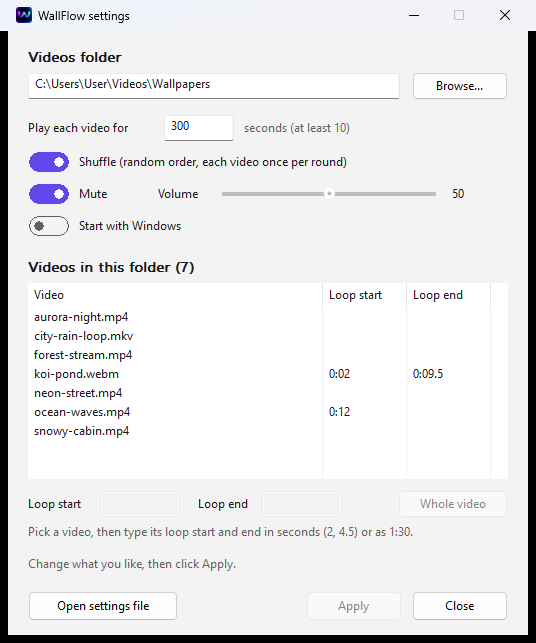 WallFlow settings
Videos folder
C:\Users\User\Videos\Wallpapers Browse...
Play each video for 300 seconds (at least 10)
Shuffle (random order, each video once per round)
Mute Volume 50
Start with Windows
Videos in this folder (7)
Video Loop start Loop end
aurora-night.mp4
city-rain-loop.mkv
forest-stream.mp4
koi-pond.webm 0:02 0:09.5
neon-street.mp4
ocean-waves.mp4 0:12
snowy-cabin.mp4
Loop start Loop end Whole video
Pick a video, then type its loop start and end in seconds (2, 4.5) or as 1:30.
Change what you like, then click Apply.
Open settings file Apply Close